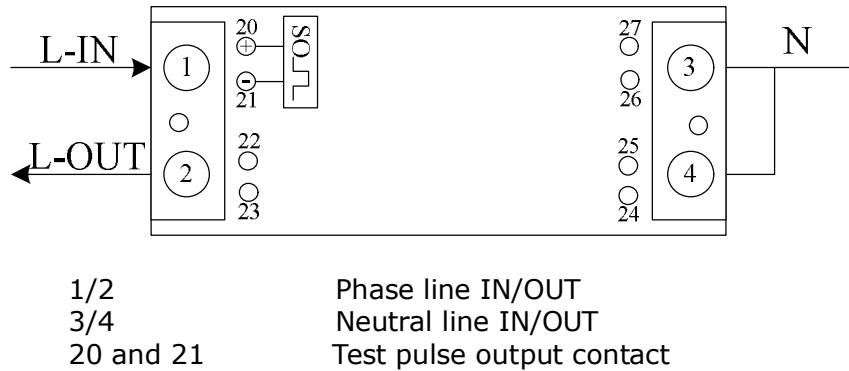 20
27
L-IN
1
+
SO
3
N
-
21
26
22
25
L-OUT
2
4
23
24
1/2 Phase line IN/OUT
3/4 Neutral line IN/OUT
20 and 21 Test pulse output contact